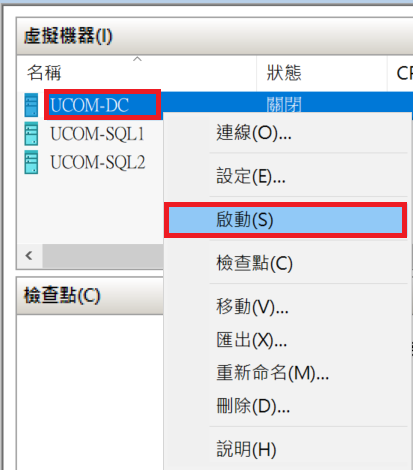 虛擬機器(I)
名稱 狀態 CP
UCOM-DC 關閉
UCOM-SQL1
UCOM-SQL2
連線(O)...
設定(E)...
啟動(S)
檢查點(C)
移動(V)...
匯出(X)...
重新命名(M)...
刪除(D)...
說明(H)
檢查點(C)